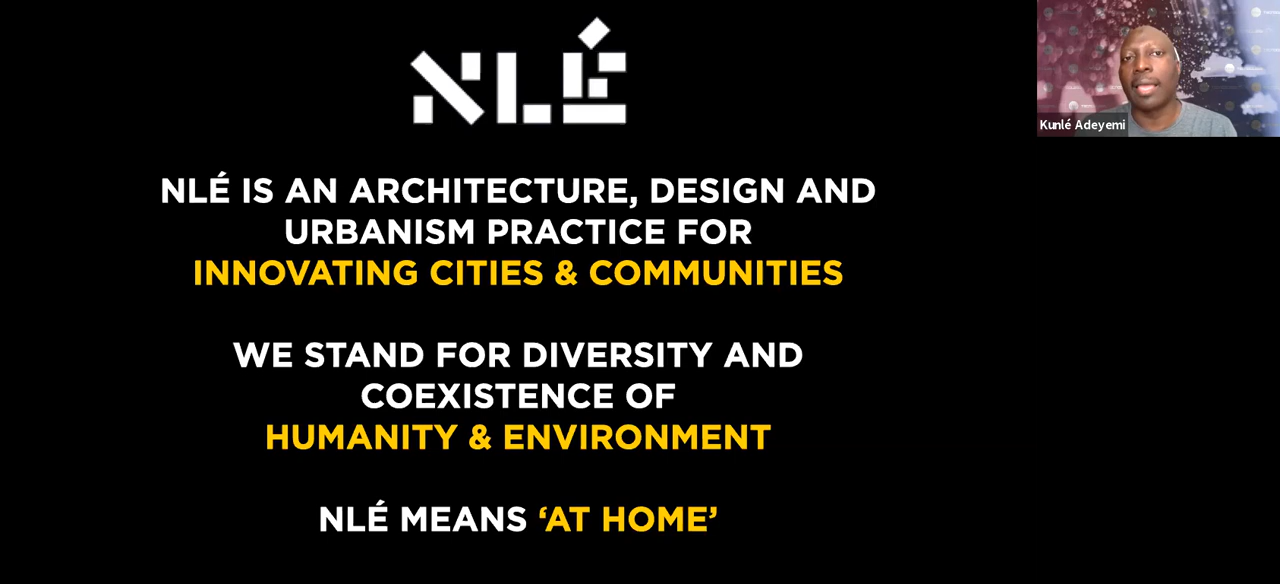 NLÉ
NLÉ IS AN ARCHITECTURE, DESIGN AND
URBANISM PRACTICE FOR
INNOVATING CITIES & COMMUNITIES
WE STAND FOR DIVERSITY AND
COEXISTENCE OF
HUMANITY & ENVIRONMENT
NLÉ MEANS ‘AT HOME’
Kunlé Adeyemi